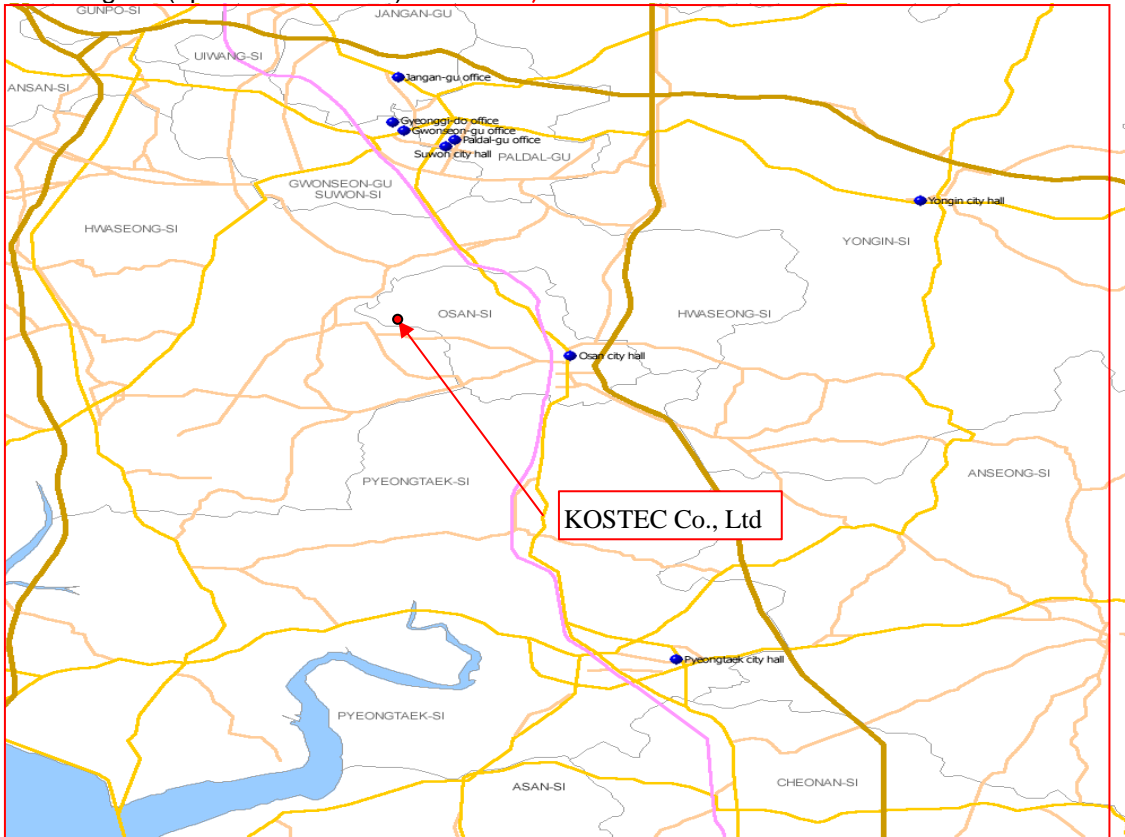 GUNPO-SI
JANGAN-GU
UIWANG-SI
Jangan-gu office
ANSAN-SI
Gyeonggi-do office
Gwonseon-gu office
Paldal-gu office
Suwon city hall
PALDAL-GU
GWONSEON-GU
SUWON-SI
Yongin city hall
HWASEONG-SI
YONGIN-SI
OSAN-SI
HWASEONG-SI
Osan city hall
ANSEONG-SI
PYEONGTAEK-SI
KOSTEC Co., Ltd
Pyeongtaek city hall
PYEONGTAEK-SI
ASAN-SI
CHEONAN-SI